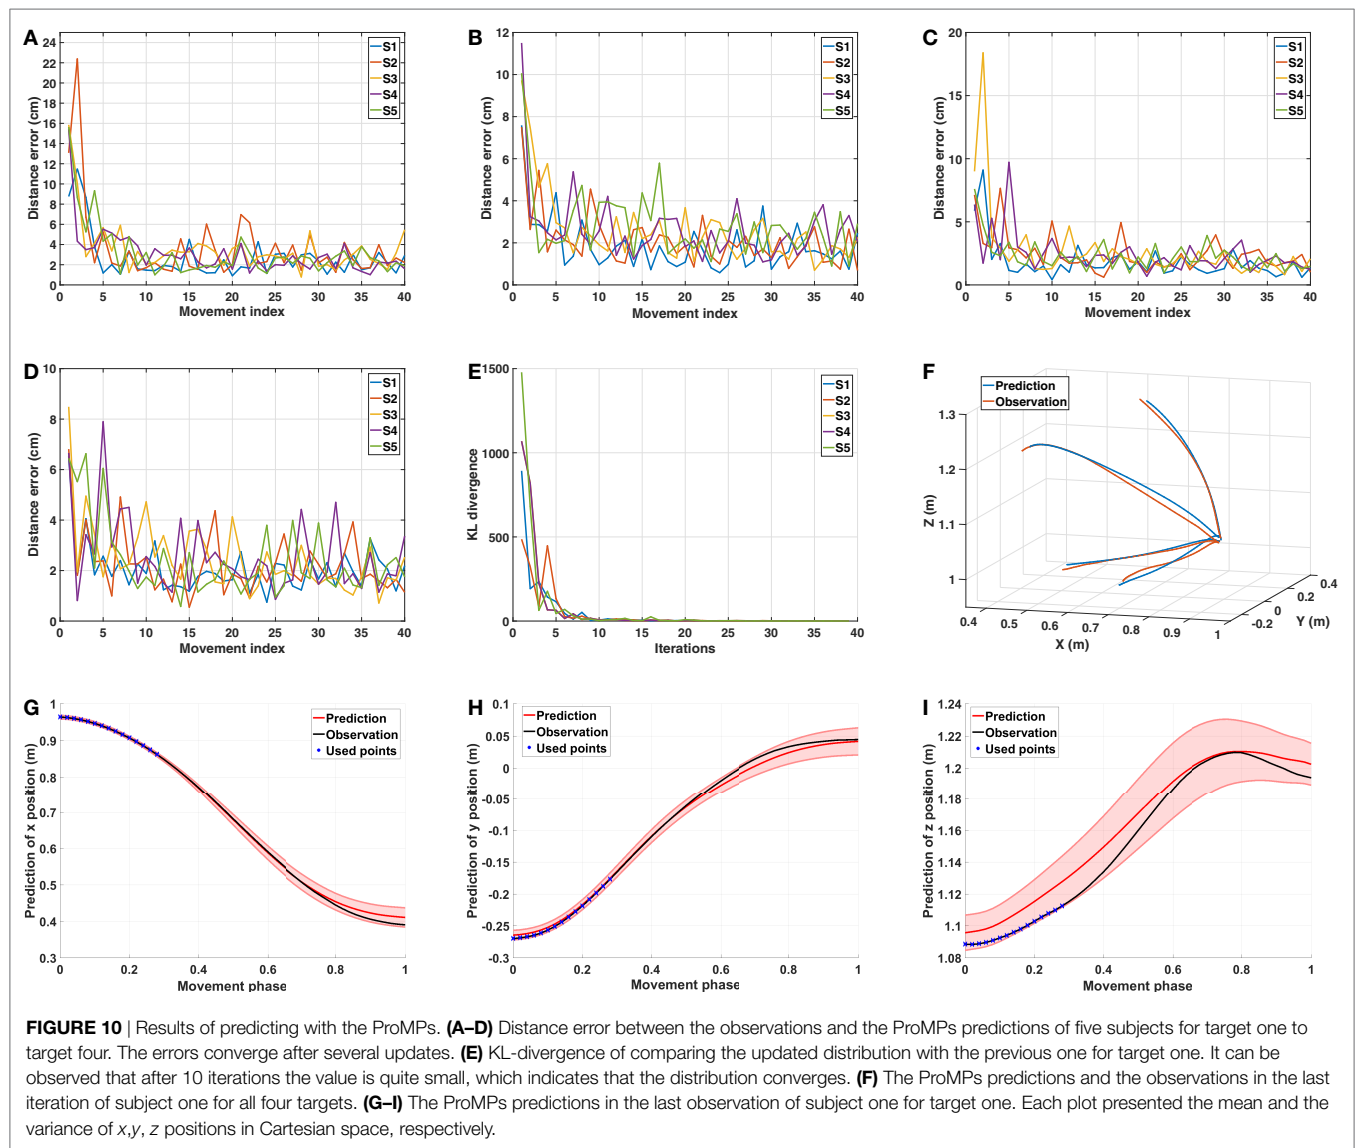 A
24
22
20
18
16
14
12
10
8
6
4
2
0
Distance error (cm)
0 5 10 15 20 25 30 35 40
Movement index
S1
S2
S3
S4
S5
B
12
10
8
6
4
2
0
Distance error (cm)
0 5 10 15 20 25 30 35 40
Movement index
S1
S2
S3
S4
S5
C
20
15
10
5
0
Distance error (cm)
0 5 10 15 20 25 30 35 40
Movement index
S1
S2
S3
S4
S5
D
10
8
6
4
2
0
Distance error (cm)
0 5 10 15 20 25 30 35 40
Movement index
S1
S2
S3
S4
S5
E
1500
1000
500
0
KL divergence
0 5 10 15 20 25 30 35 40
Iterations
S1
S2
S3
S4
S5
F
Prediction
Observation
1.3
1.2
1.1
1
Z (m)
0.4 0.5 0.6 0.7 0.8 0.9 1
X (m)
-0.2 0 0.2 0.4
Y (m)
G
1
0.9
0.8
0.7
0.6
0.5
0.4
0.3
Prediction of x position (m)
0 0.2 0.4 0.6 0.8 1
Movement phase
Prediction
Observation
Used points
H
0.1
0.05
0
-0.05
-0.1
-0.15
-0.2
-0.25
-0.3
Prediction of y position (m)
0 0.2 0.4 0.6 0.8 1
Movement phase
Prediction
Observation
Used points
I
1.24
1.22
1.2
1.18
1.16
1.14
1.12
1.1
1.08
Prediction of z position (m)
0 0.2 0.4 0.6 0.8 1
Movement phase
Prediction
Observation
Used points
FIGURE 10 | Results of predicting with the ProMPs. (A–D) Distance error between the observations and the ProMPs predictions of five subjects for target one to
target four. The errors converge after several updates. (E) KL-divergence of comparing the updated distribution with the previous one for target one. It can be
observed that after 10 iterations the value is quite small, which indicates that the distribution converges. (F) The ProMPs predictions and the observations in the last
iteration of subject one for all four targets. (G–I) The ProMPs predictions in the last observation of subject one for target one. Each plot presented the mean and the
variance of x,y, z positions in Cartesian space, respectively.